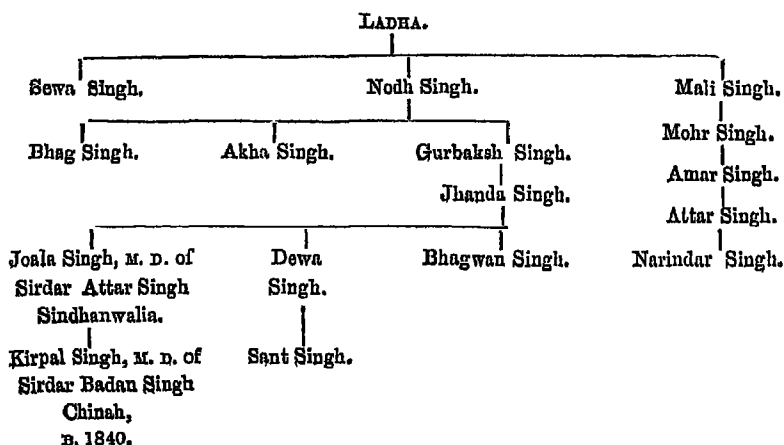 LADHA.
Sewa Singh. Nodh Singh. Mali Singh.
Bhag Singh. Akha Singh. Gurbaksh Singh. Mohr Singh.
Amar Singh.
Jhanda Singh.
Attar Singh.
Joala Singh, M. D. of Dewa Bhagwan Singh. Narindar Singh.
Sirdar Attar Singh Singh.
Sindhanwalia.
Kirpal Singh, M. D. of Sant Singh.
Sirdar Badan Singh
Chinah,
B. 1840.